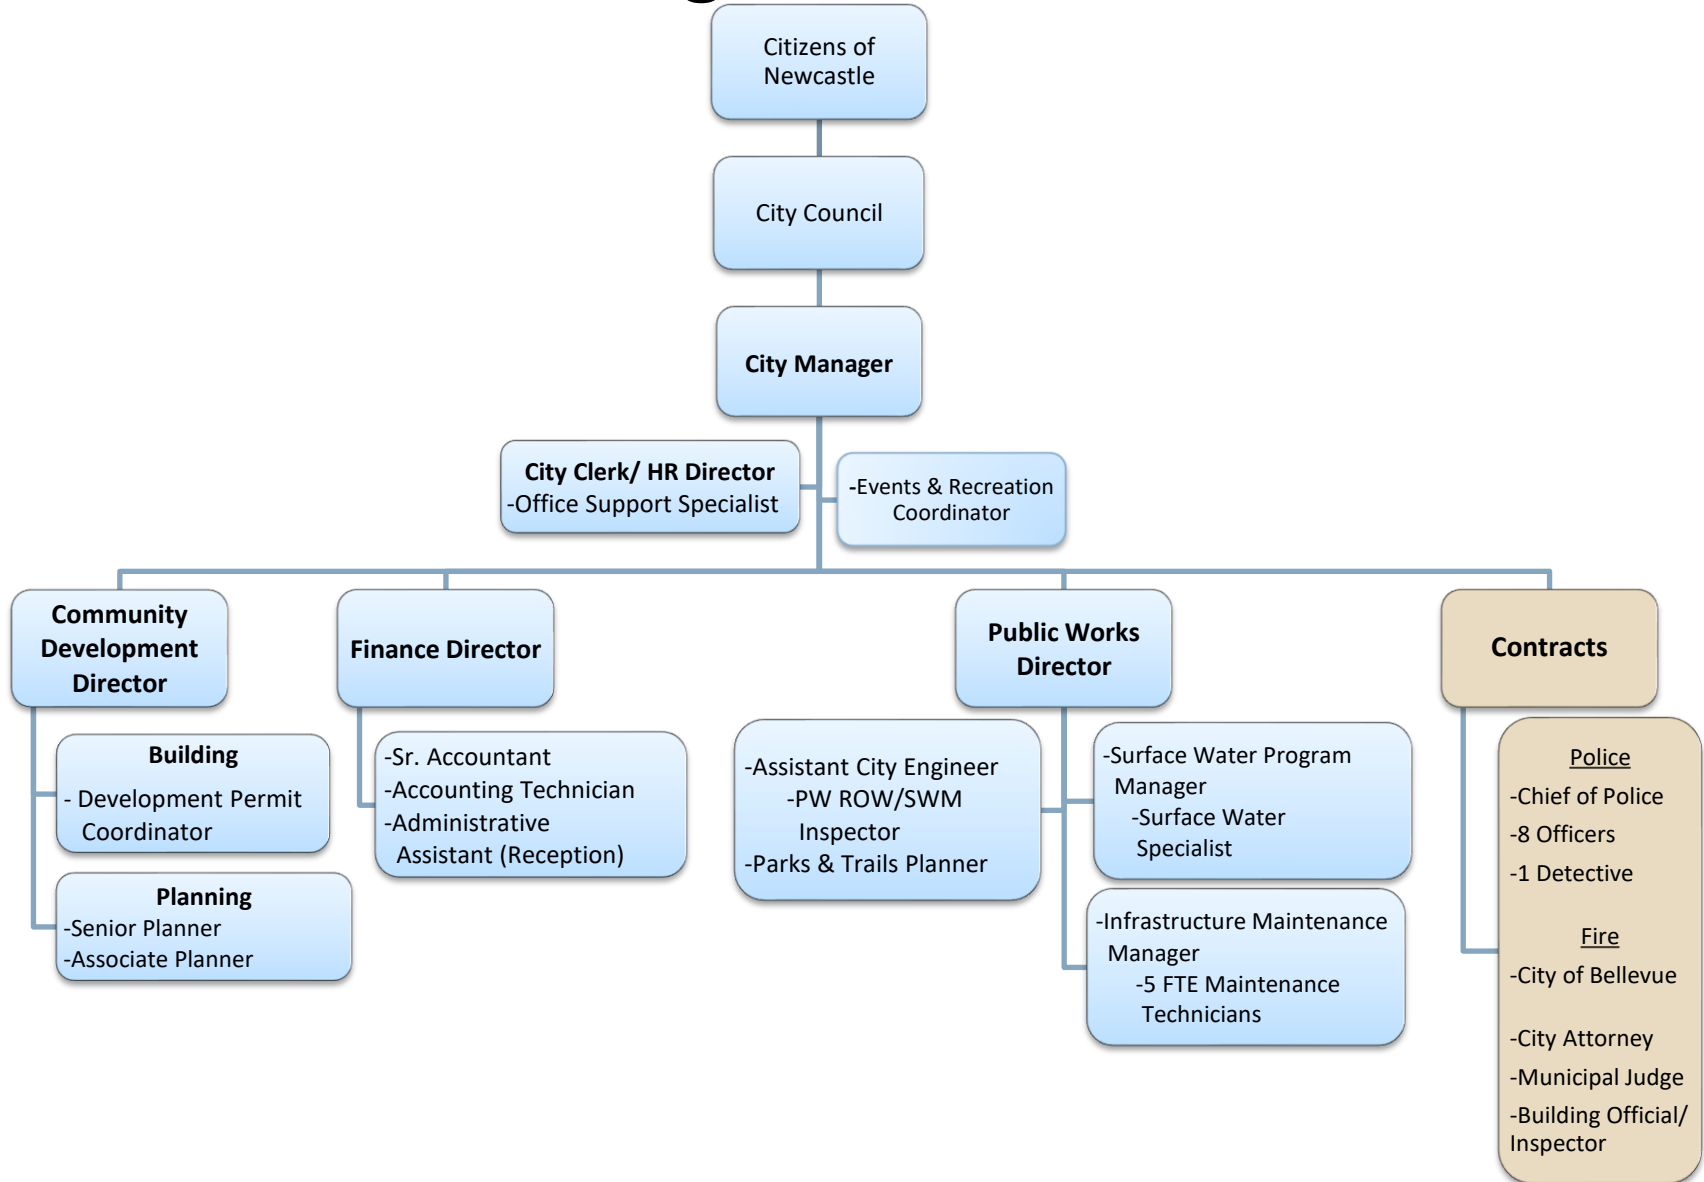 Citizens of
Newcastle
City Council
City Manager
City Clerk/ HR Director
-Office Support Specialist
-Events & Recreation
Coordinator
Community
Development
Director
Finance Director
Public Works
Director
Contracts
Building
- Development Permit
Coordinator
Planning
-Senior Planner
-Associate Planner
-Sr. Accountant
-Accounting Technician
-Administrative
Assistant (Reception)
-Assistant City Engineer
-PW ROW/SWM
Inspector
-Parks & Trails Planner
-Surface Water Program
Manager
-Surface Water
Specialist
-Infrastructure Maintenance
Manager
-5 FTE Maintenance
Technicians
Police
-Chief of Police
-8 Officers
-1 Detective
Fire
-City of Bellevue
-City Attorney
-Municipal Judge
-Building Official/
Inspector